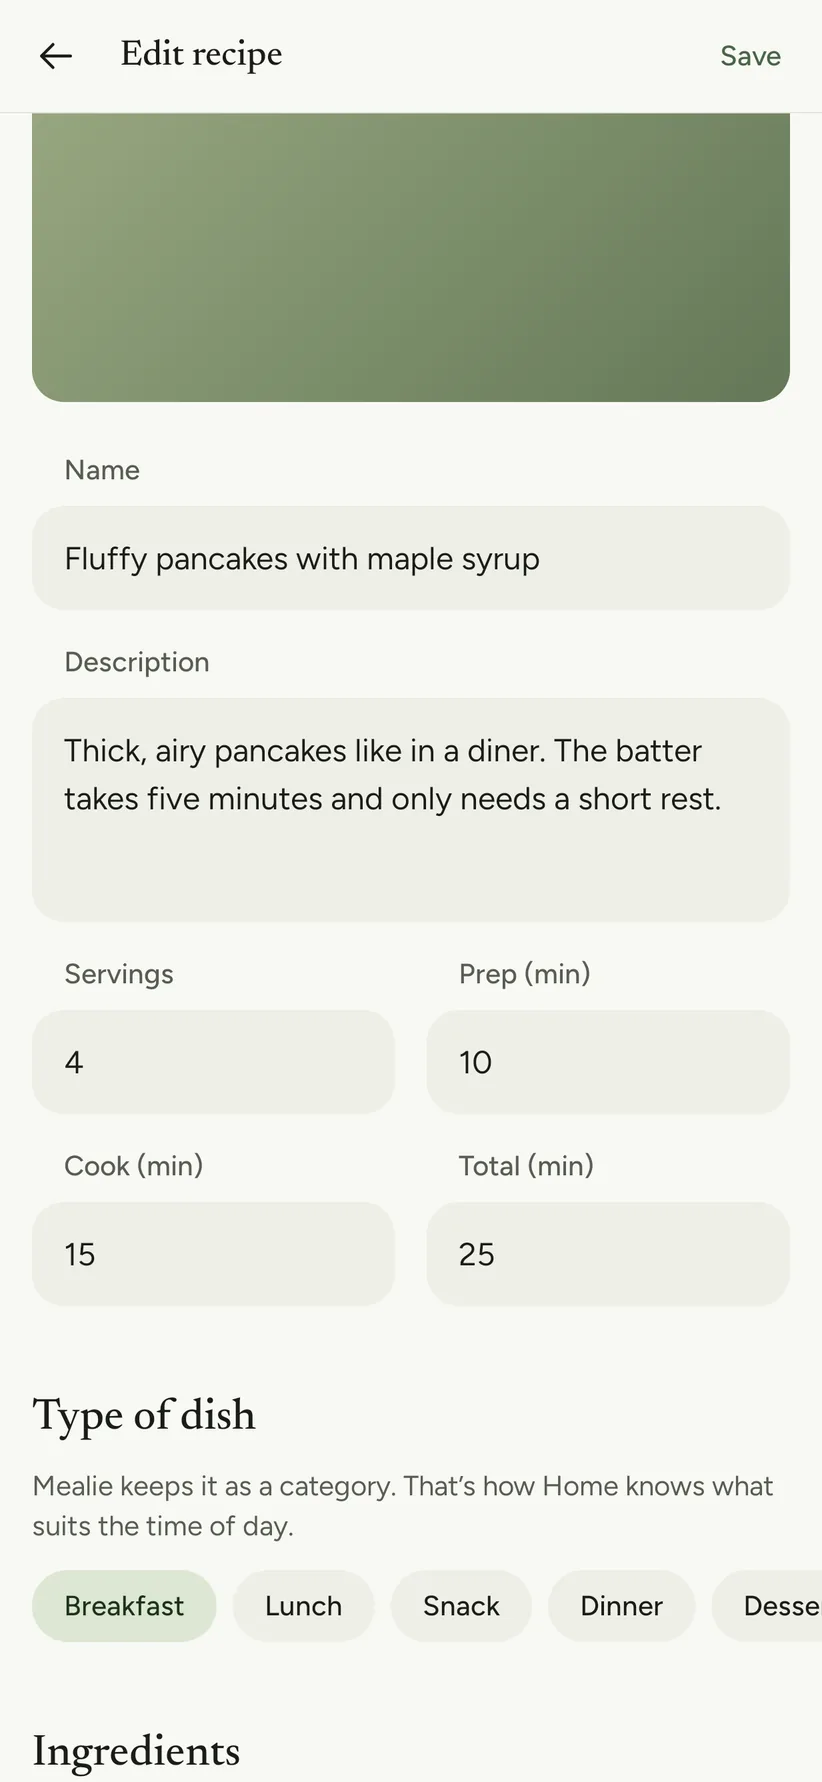 Edit recipe
Save
Name
Fluffy pancakes with maple syrup
Description
Thick, airy pancakes like in a diner. The batter
takes five minutes and only needs a short rest.
Servings
Prep (min)
4
10
Cook (min)
Total (min)
15
25
Type of dish
Mealie keeps it as a category. That’s how Home knows what
suits the time of day.
Breakfast
Lunch
Snack
Dinner
Desse
Ingredients